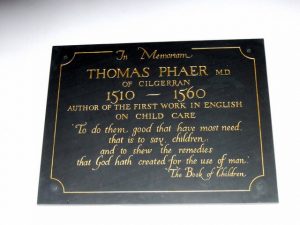 In Memoriam
THOMAS PHAER M.D.
OF CILGERRAN
1510 — 1560
AUTHOR OF THE FIRST WORK IN ENGLISH
ON CHILD CARE
'To do them good that have most need,
that is to say children,
and to shew the remedies
that God hath created for the use of man.'
The Book of Children.